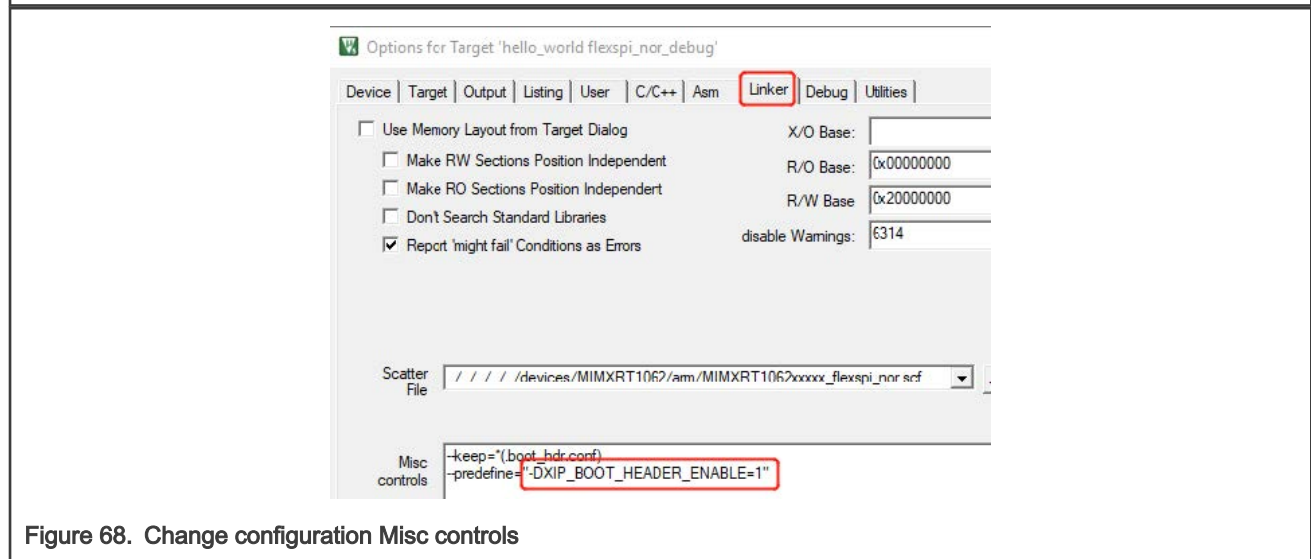 Options for Target 'hello_world flexspi_nor_debug'
Device | Target | Output | Listing | User | C/C++ | Asm Linker | Debug | Utilities |
Use Memory Layout from Target Dialog
Make RW Sections Position Independent
Make RO Sections Position Independent
Don't Search Standard Libraries
Report 'might fail' Conditions as Errors
X/O Base:
R/O Base: 0x00000000
R/W Base 0x20000000
disable Warnings: 6314
Scatter File
/ / / / /devices/MIMXRT1062/arm/MIMXRT1062xxxxx_flexspi_nor.scf
Misc controls
--keep=*(.boot_hdr.conf)
--predefine="-DXIP_BOOT_HEADER_ENABLE=1"
Figure 68. Change configuration Misc controls